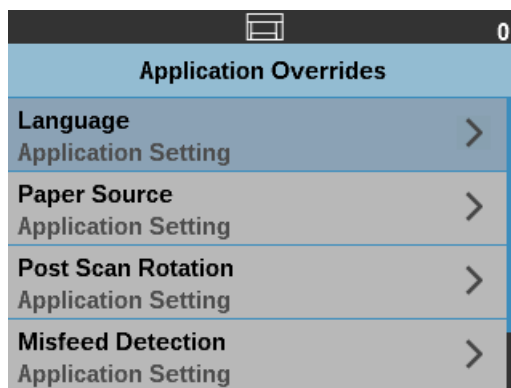 0
Application Overrides
Language
Application Setting
Paper Source
Application Setting
Post Scan Rotation
Application Setting
Misfeed Detection
Application Setting